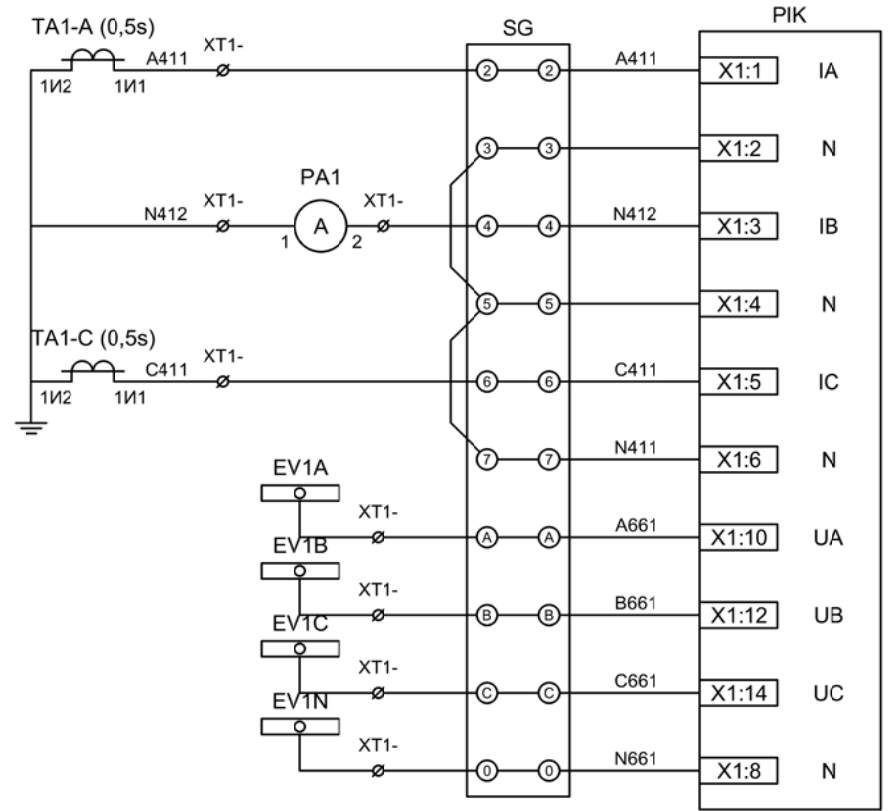 PIK
SG
TA1-A (0,5s)
A411
XT1-
1И2
1И1
2
2
A411
X1:1
IA
3
3
X1:2
N
PA1
N412
XT1-
XT1-
1
A
2
4
4
N412
X1:3
IB
5
5
X1:4
N
TA1-C (0,5s)
C411
XT1-
1И2
1И1
6
6
C411
X1:5
IC
7
7
N411
X1:6
N
EV1A
XT1-
A
A
A661
X1:10
UA
EV1B
XT1-
B
B
B661
X1:12
UB
EV1C
XT1-
C
C
C661
X1:14
UC
EV1N
XT1-
0
0
N661
X1:8
N